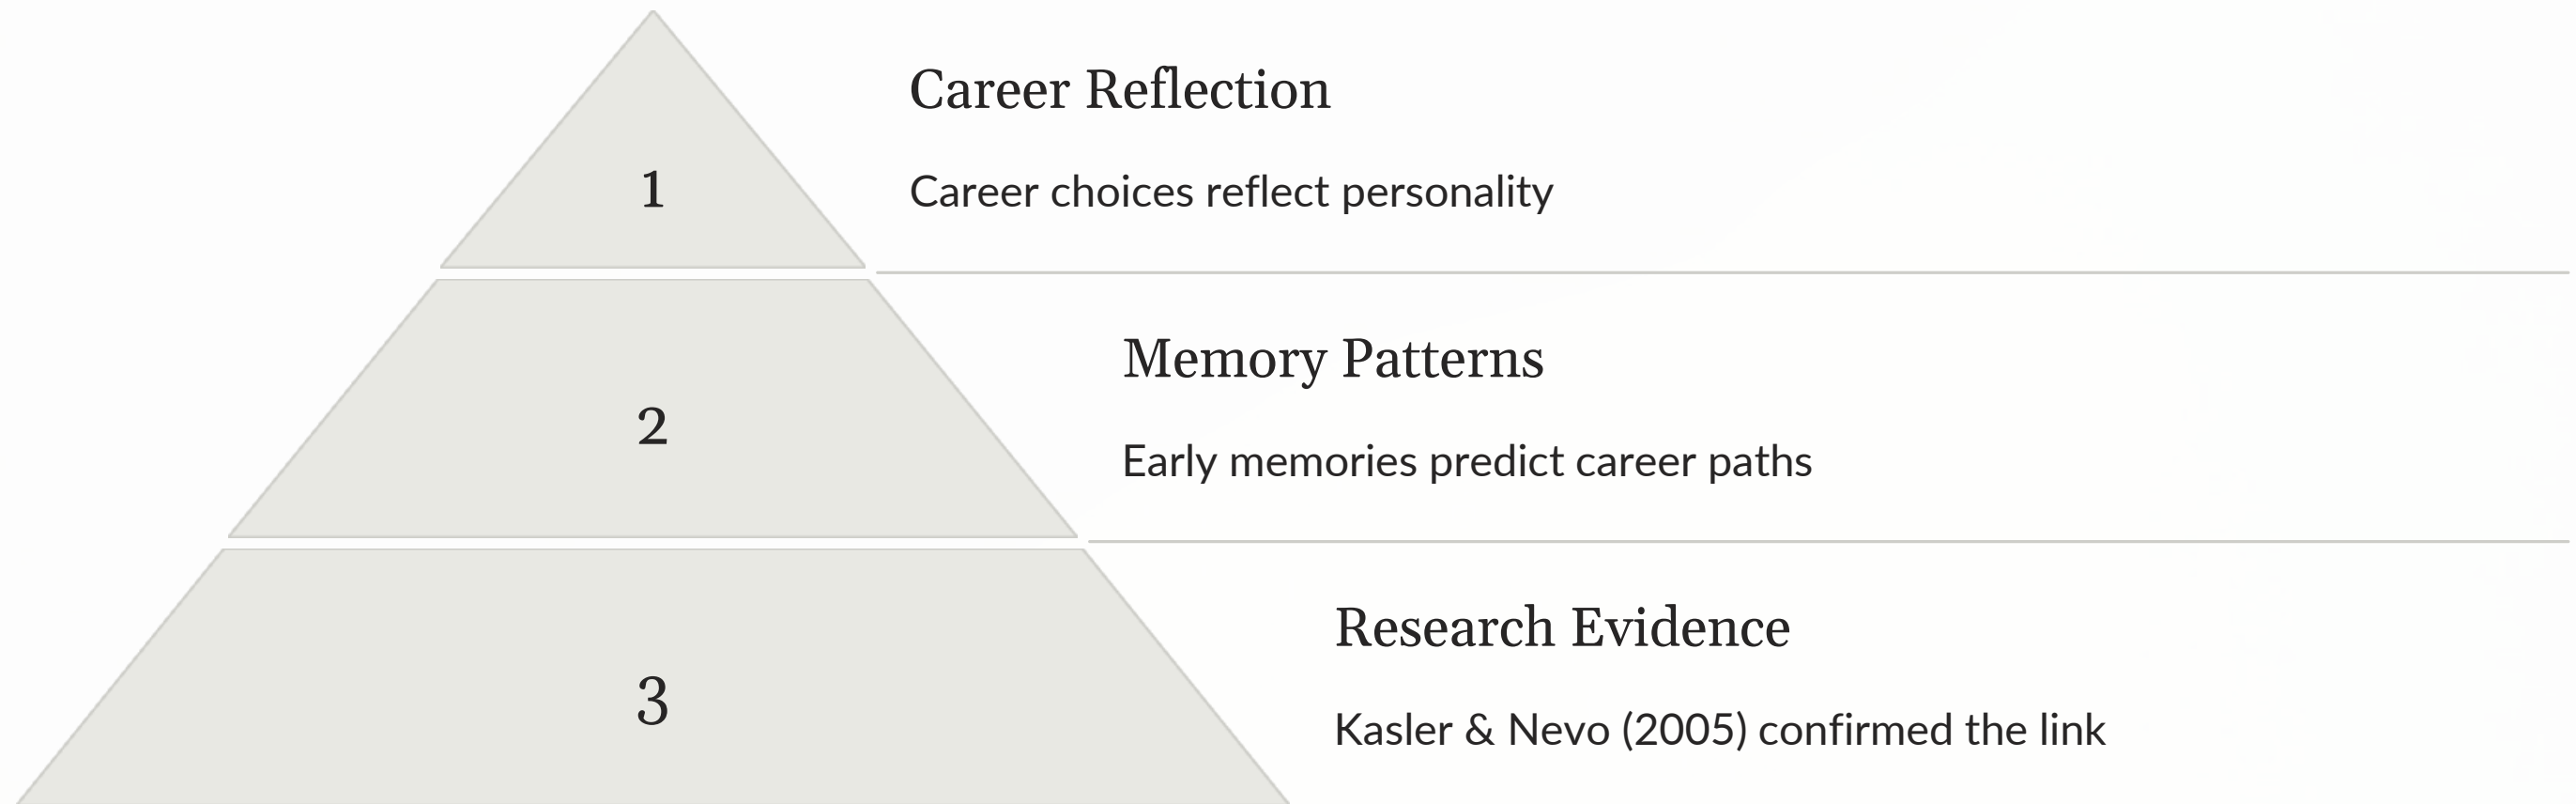 Career Reflection
1
Career choices reflect personality
Memory Patterns
2
Early memories predict career paths
Research Evidence
3
Kasler & Nevo (2005) confirmed the link